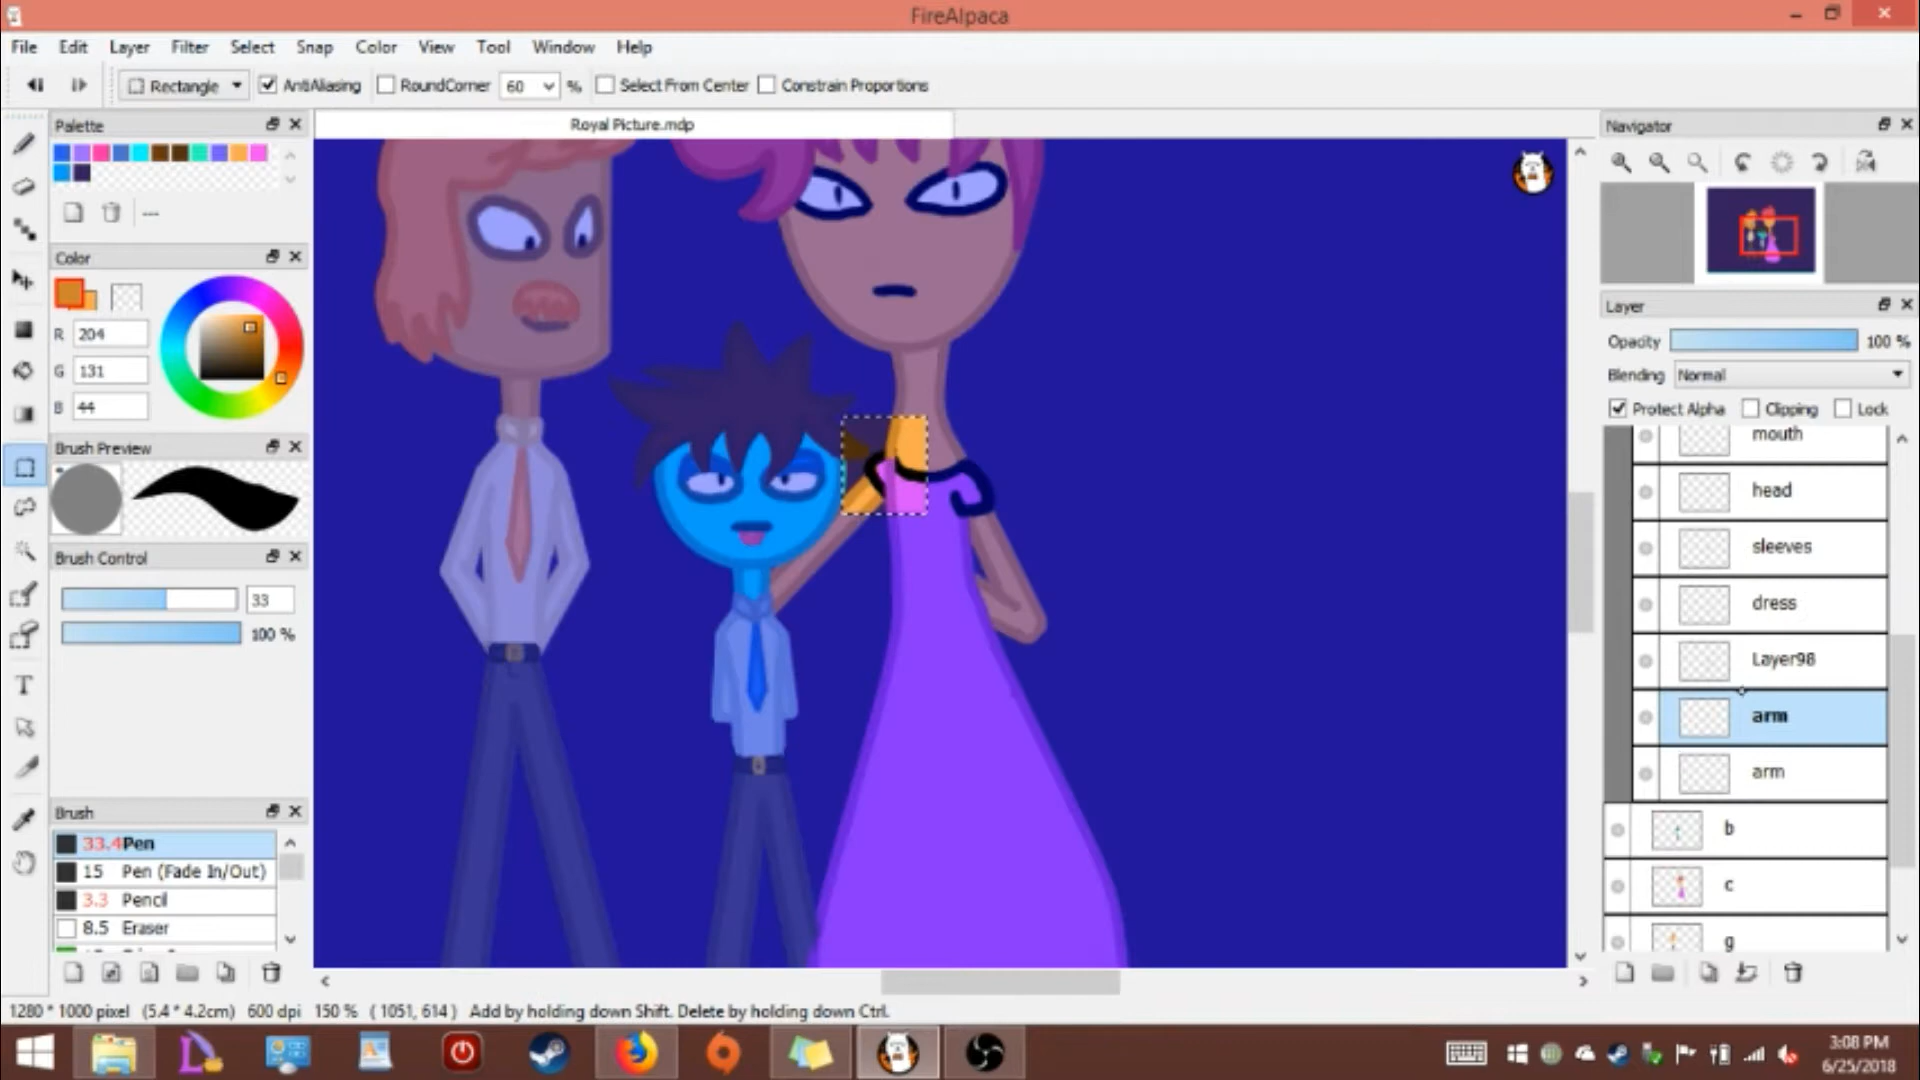 FireAlpaca
File Edit Layer Filter Select Snap Color View Tool Window Help
Rectangle AntiAliasing RoundCorner 60 % Select From Center Constrain Proportions
Palette
Royal Picture.mdp
Navigator
---
Color
R 204
G 131
B 44
Layer
Opacity 100 %
Blending Normal
Protect Alpha Clipping Lock
mouth
head
sleeves
dress
Layer98
arm
arm
b
c
g
Brush Preview
Brush Control
33
100 %
Brush
33.4 Pen
15 Pen (Fade In/Out)
3.3 Pencil
8.5 Eraser
T
1280 * 1000 pixel (5.4 * 4.2cm) 600 dpi 150 % ( 1051, 614 ) Add by holding down Shift. Delete by holding down Ctrl.
3:08 PM
6/25/2018